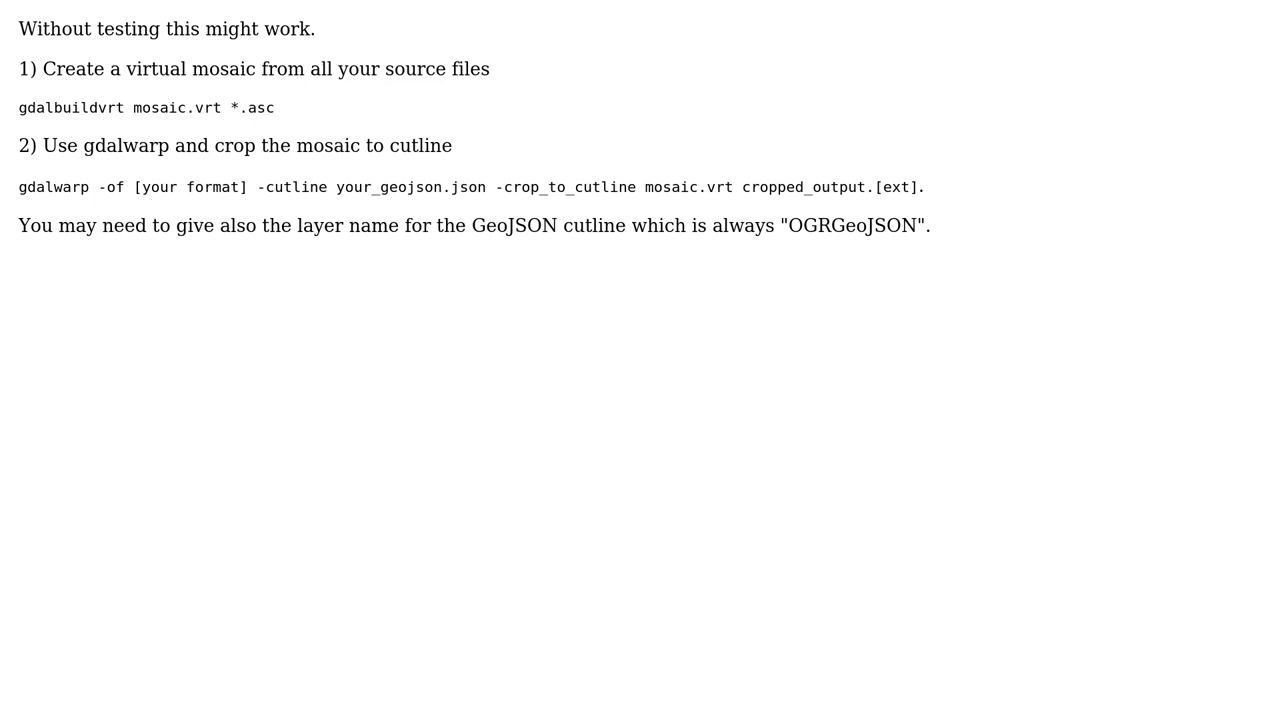 Without testing this might work.
1) Create a virtual mosaic from all your source files
gdalbuildvrt mosaic.vrt *.asc
2) Use gdalwarp and crop the mosaic to cutline
gdalwarp -of [your format] -cutline your_geojson.json -crop_to_cutline mosaic.vrt cropped_output.[ext].
You may need to give also the layer name for the GeoJSON cutline which is always "OGRGeoJSON".